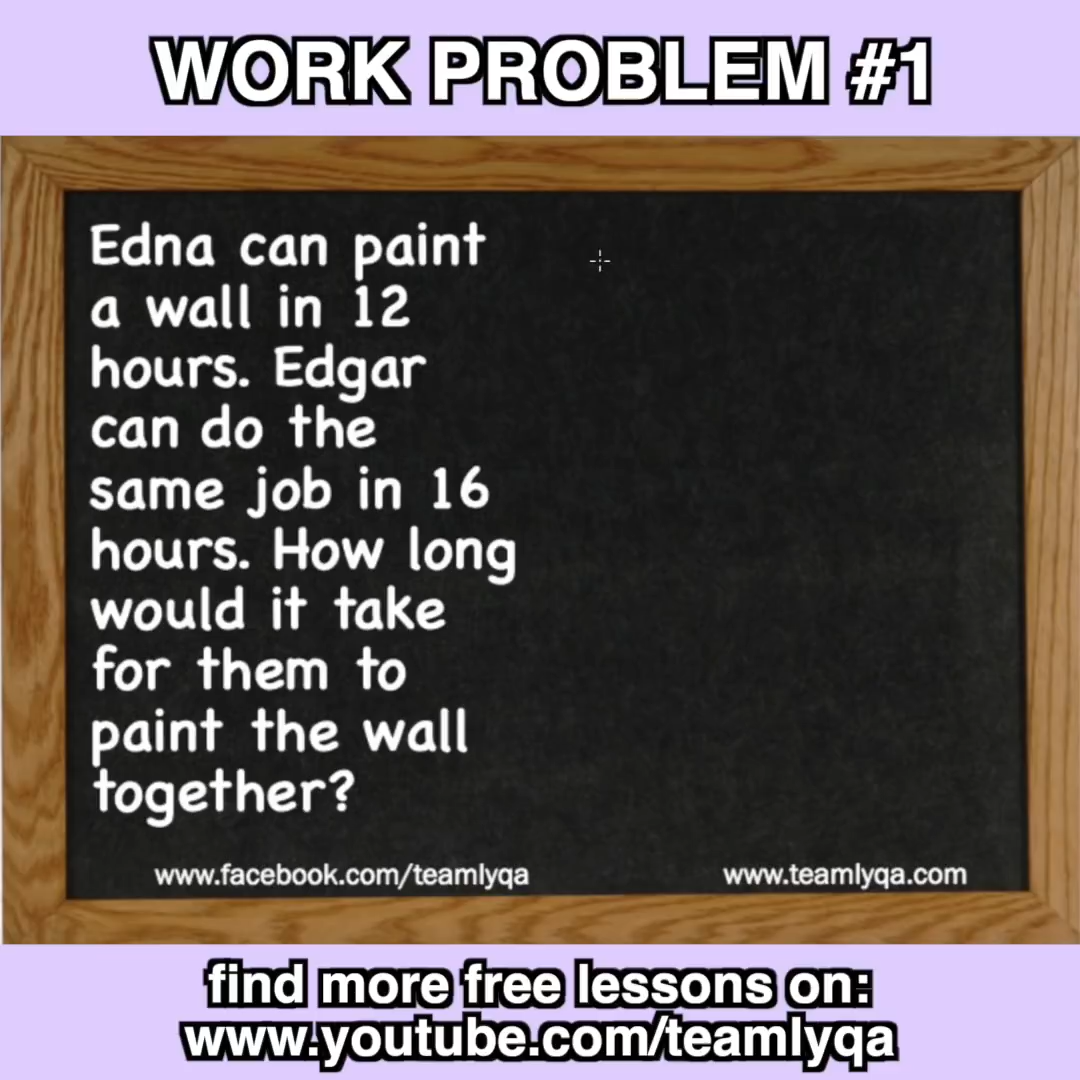 WORK PROBLEM #1
Edna can paint
a wall in 12
hours. Edgar
can do the
same job in 16
hours. How long
would it take
for them to
paint the wall
together?
www.facebook.com/teamlyqa
www.teamlyqa.com
find more free lessons on:
www.youtube.com/teamlyqa